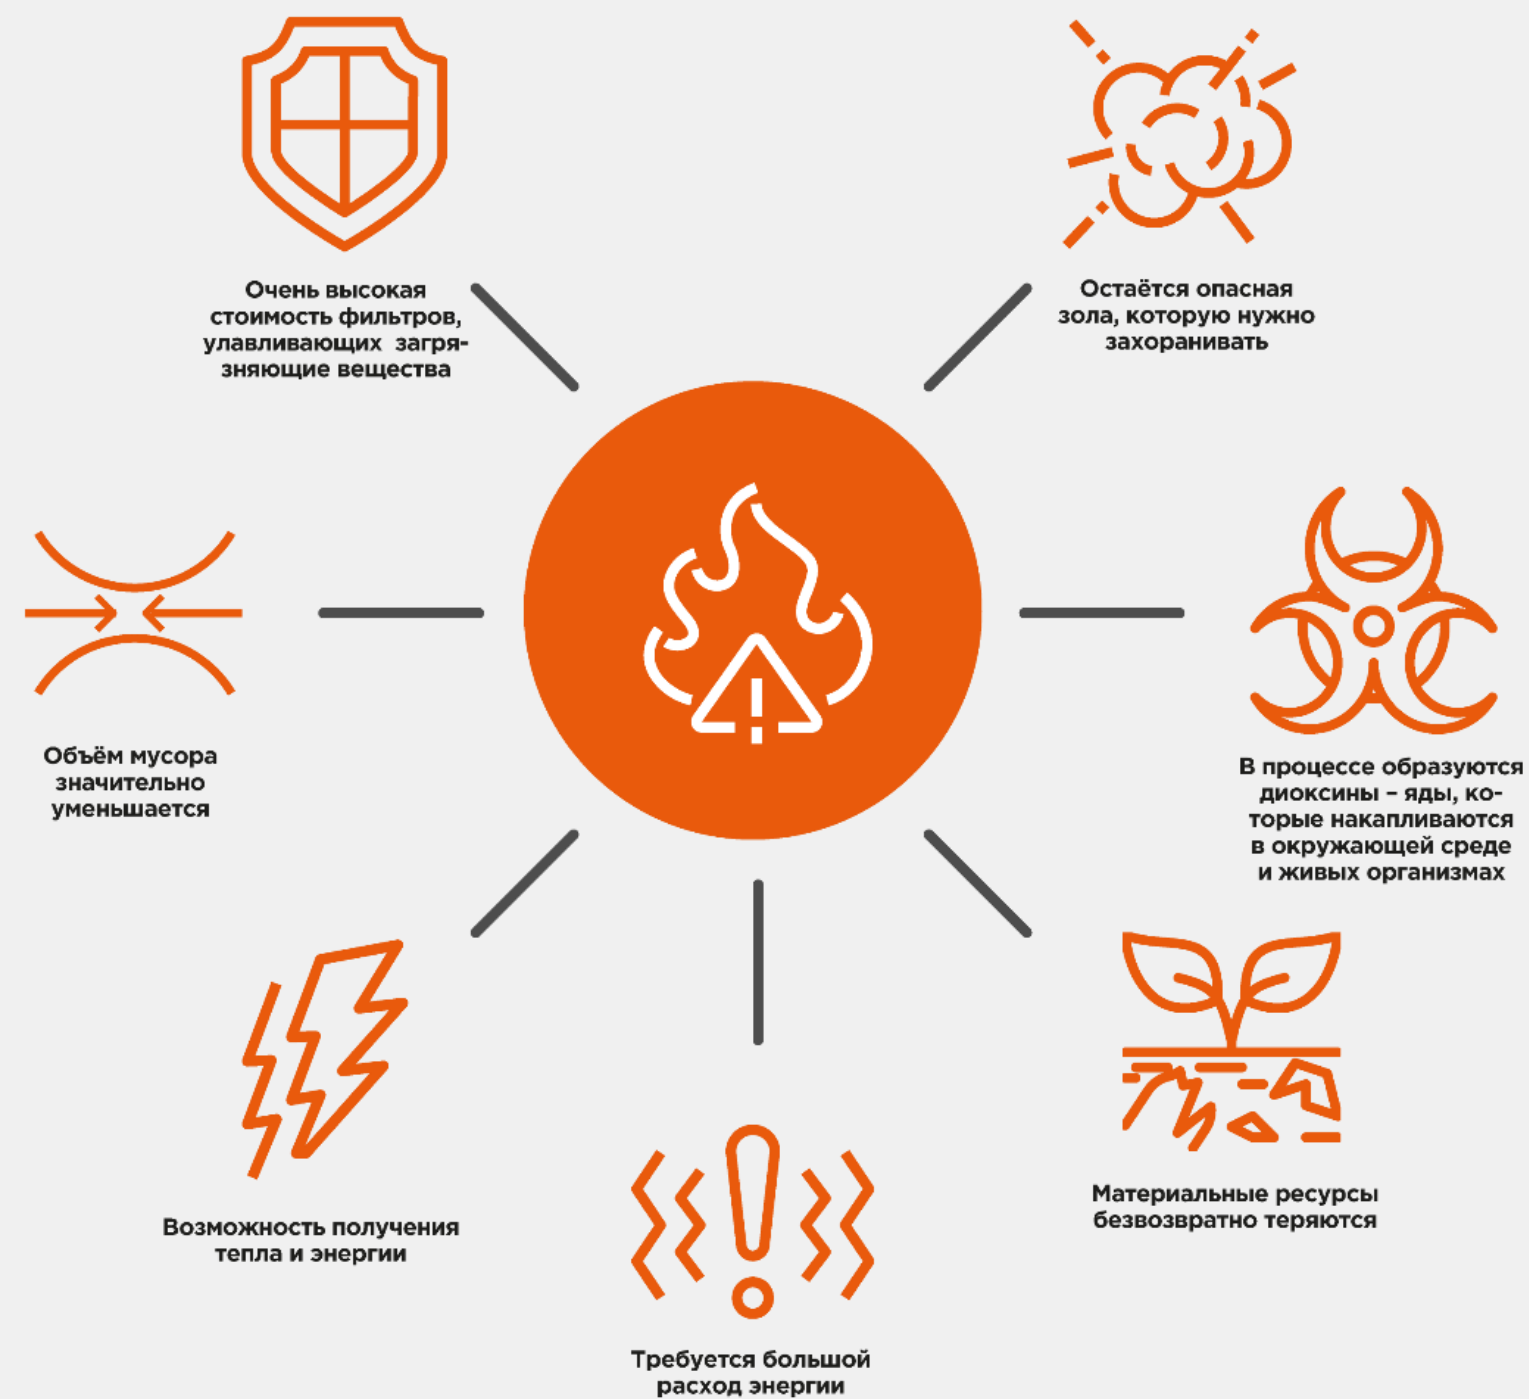 Очень высокая
стоимость фильтров,
улавливающих загря-
зняющие вещества
Остаётся опасная
зола, которую нужно
захоранивать
Объём мусора
значительно
уменьшается
В процессе образуются
диоксины – яды, ко-
торые накапливаются
в окружающей среде
и живых организмах
Возможность получения
тепла и энергии
Материальные ресурсы
безвозвратно теряются
Требуется большой
расход энергии